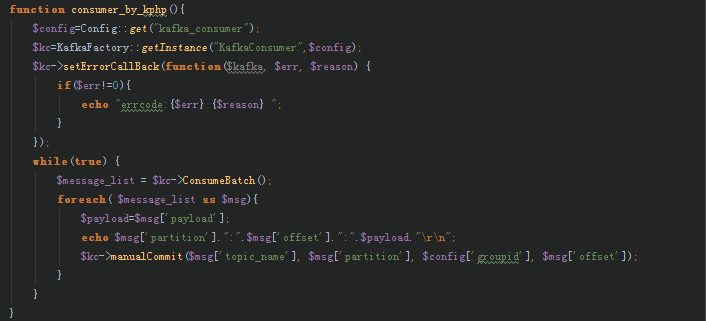 function consumer_by_kphp(){
$config=Config::get("kafka_consumer");
$kc=KafkaFactory::getInstance("KafkaConsumer",$config);
$kc->setErrorCallBack(function($kafka, $err, $reason) {
if($err!=0){
echo "errcode:{$err} {$reason} ";
}
});
while(true) {
$message_list = $kc->ConsumeBatch();
foreach( $message_list as $msg){
$payload=$msg['payload'];
echo $msg['partition'].":".$msg['offset'].":".$payload."\r\n";
$kc->manualCommit($msg['topic_name'], $msg['partition'], $config['groupid'], $msg['offset']);
}
}
}